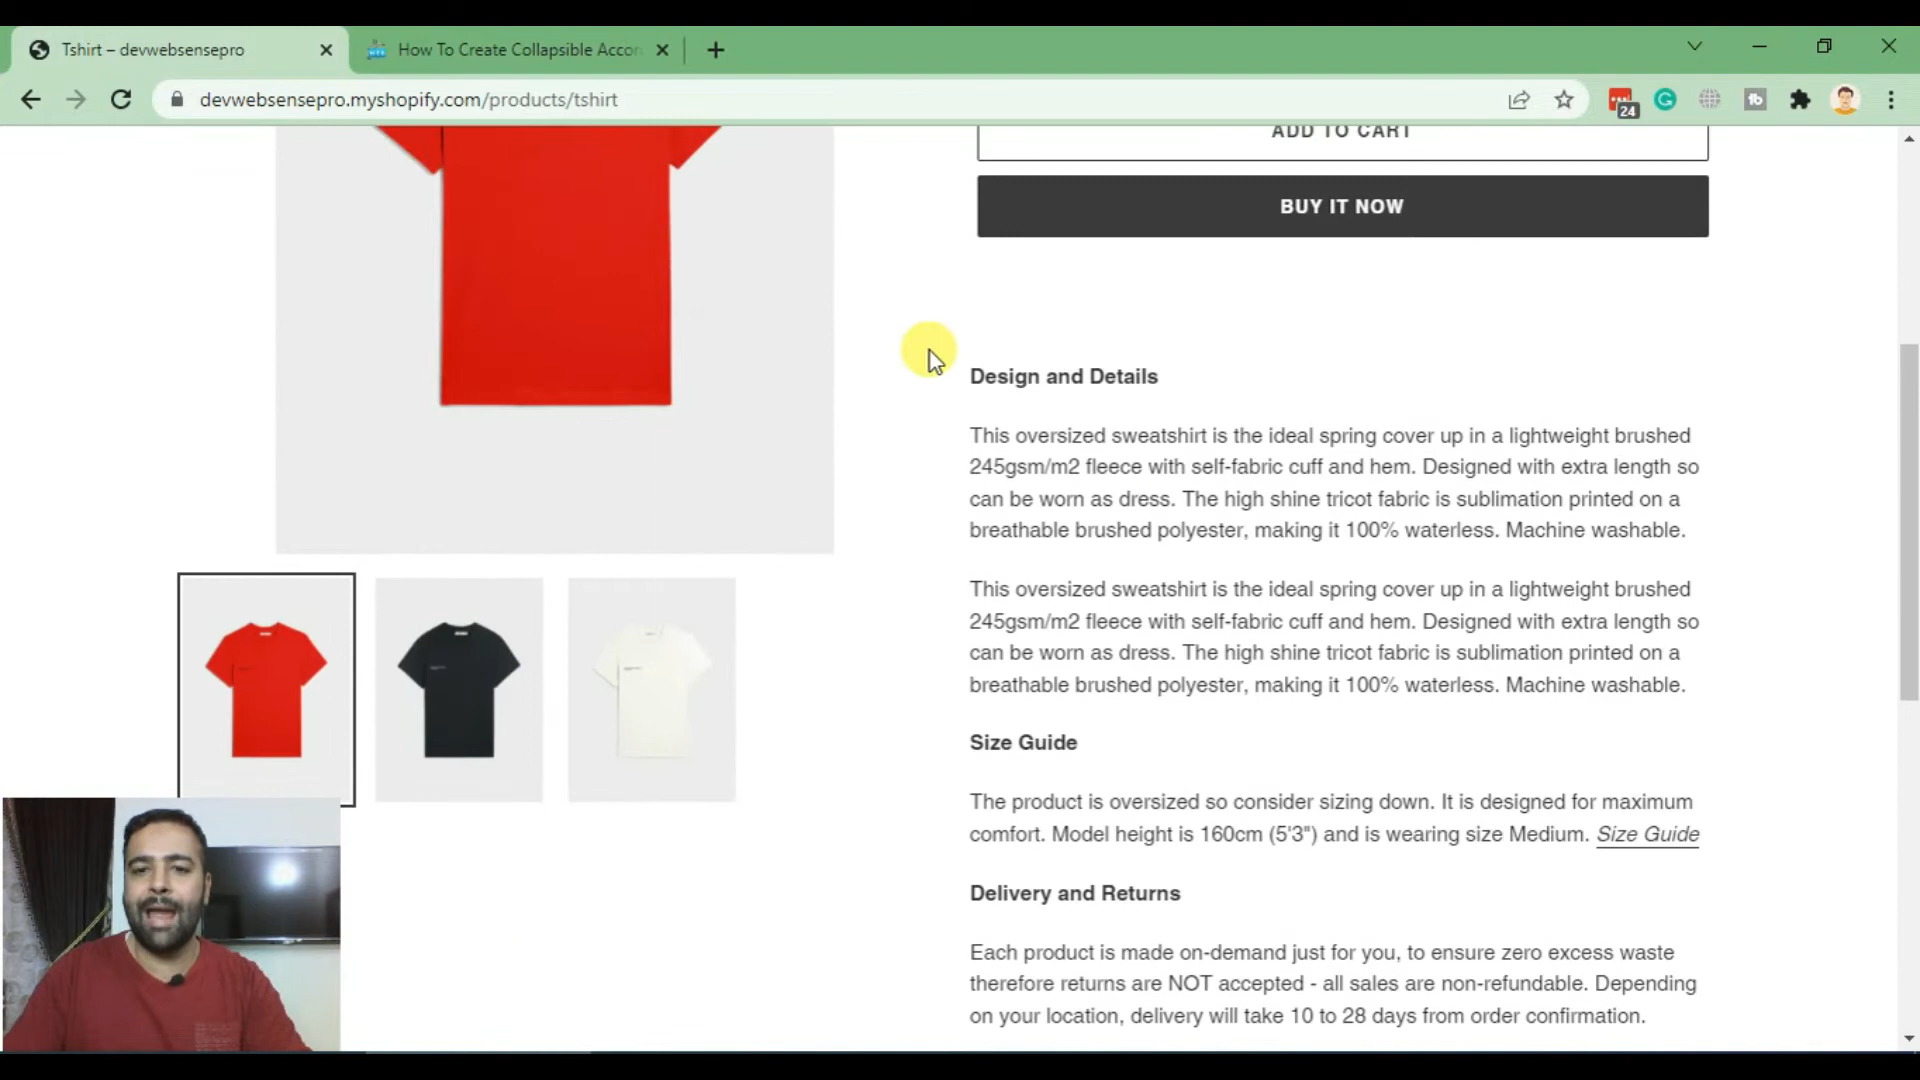 Tshirt – devwebsensepro
How To Create Collapsible Accor
devwebsensepro.myshopify.com/products/tshirt
24
ADD TO CART
BUY IT NOW
Design and Details
This oversized sweatshirt is the ideal spring cover up in a lightweight brushed
245gsm/m2 fleece with self-fabric cuff and hem. Designed with extra length so
can be worn as dress. The high shine tricot fabric is sublimation printed on a
breathable brushed polyester, making it 100% waterless. Machine washable.
This oversized sweatshirt is the ideal spring cover up in a lightweight brushed
245gsm/m2 fleece with self-fabric cuff and hem. Designed with extra length so
can be worn as dress. The high shine tricot fabric is sublimation printed on a
breathable brushed polyester, making it 100% waterless. Machine washable.
Size Guide
The product is oversized so consider sizing down. It is designed for maximum
comfort. Model height is 160cm (5'3") and is wearing size Medium. Size Guide
Delivery and Returns
Each product is made on-demand just for you, to ensure zero excess waste
therefore returns are NOT accepted - all sales are non-refundable. Depending
on your location, delivery will take 10 to 28 days from order confirmation.